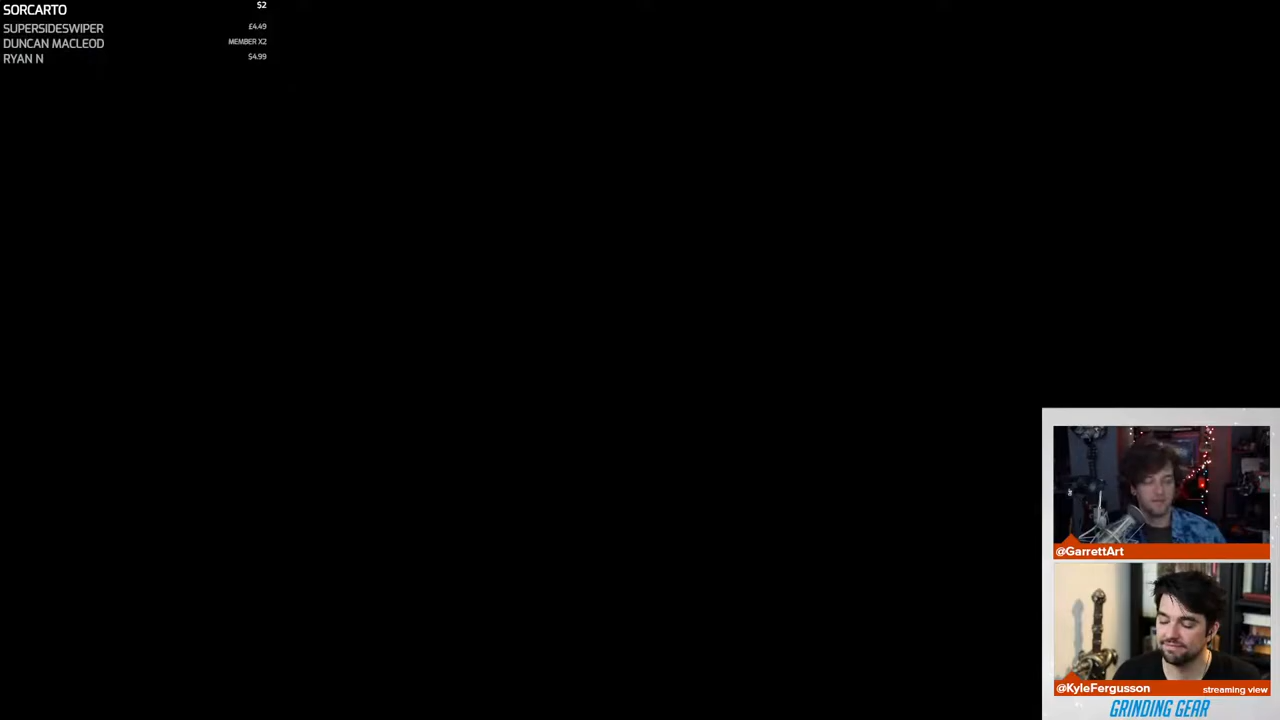 SORCARTO $2
SUPERSIDESWIPER £4.49
DUNCAN MACLEOD MEMBER X2
RYAN N $4.99
@GarrettArt
@KyleFergusson streaming view
GRINDING GEAR